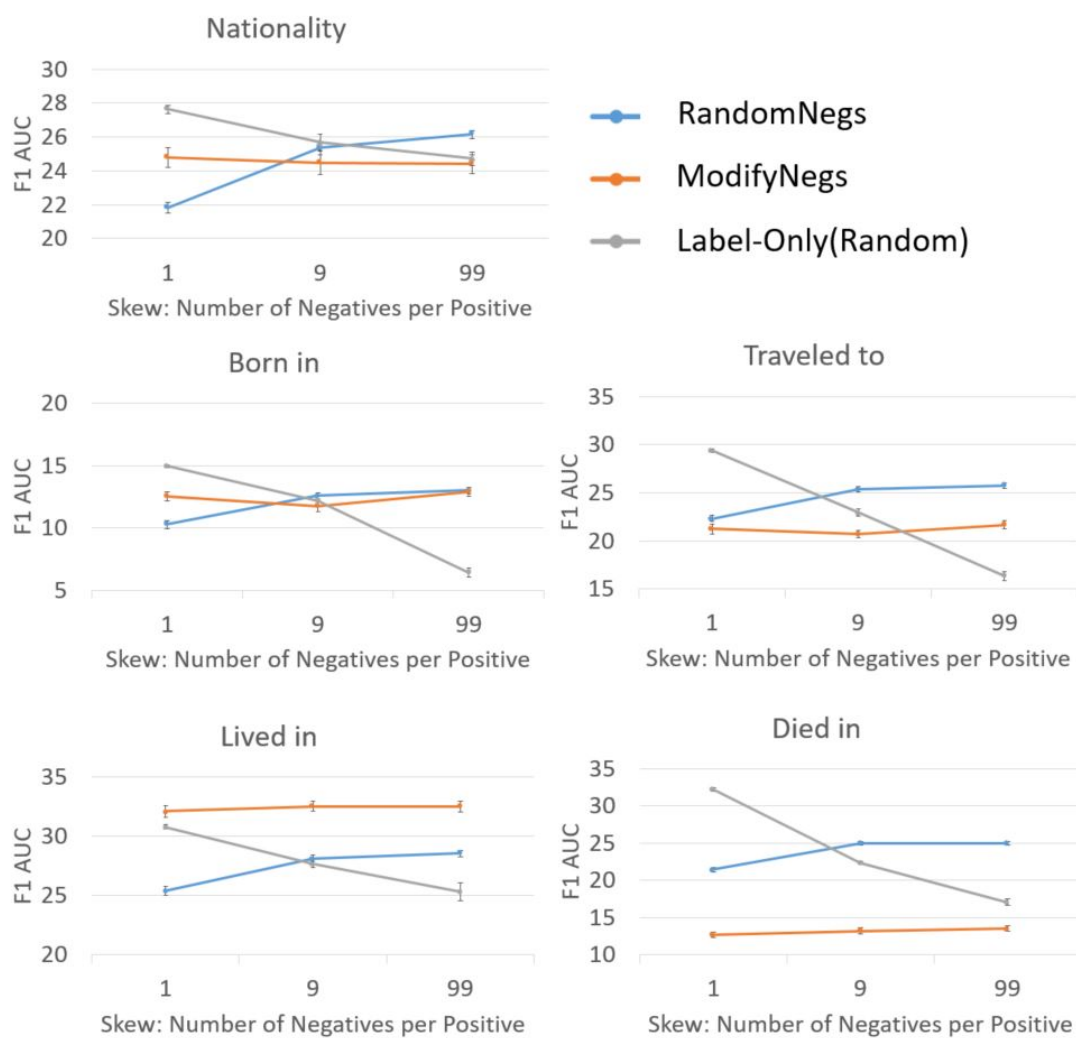 Nationality
30
28
26
24
22
20
F1 AUC
1 9 99
Skew: Number of Negatives per Positive
RandomNegs
ModifyNegs
Label-Only(Random)
Born in
20
15
10
5
F1 AUC
1 9 99
Skew: Number of Negatives per Positive
Traveled to
35
30
25
20
15
F1 AUC
1 9 99
Skew: Number of Negatives per Positive
Lived in
35
30
25
20
F1 AUC
1 9 99
Skew: Number of Negatives per Positive
Died in
35
30
25
20
15
10
F1 AUC
1 9 99
Skew: Number of Negatives per Positive